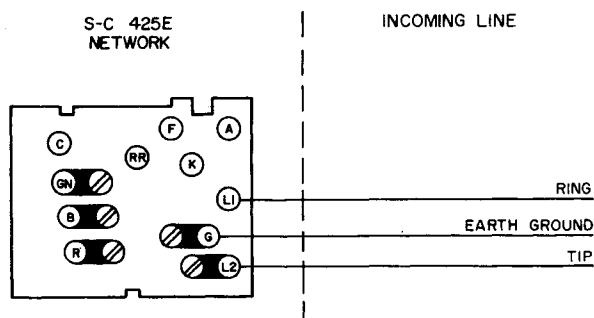 S-C 425E
NETWORK
INCOMING LINE
F
A
C
RR
K
GN
L1
RING
B
G
EARTH GROUND
R
L2
TIP